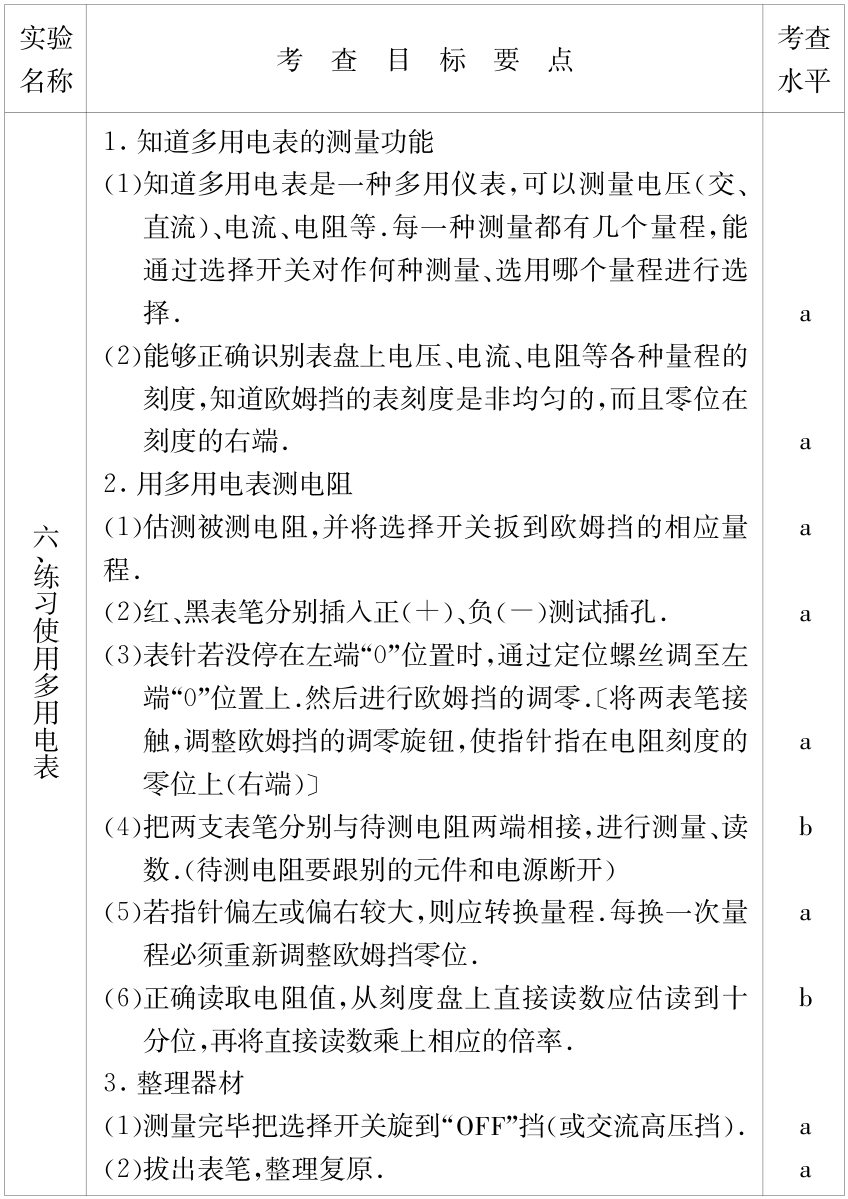 实验
名称
考 查 目 标 要 点
考查
水平
六、练习使用多用电表
1. 知道多用电表的测量功能
(1)知道多用电表是一种多用仪表,可以测量电压(交、
直流)、电流、电阻等.每一种测量都有几个量程,能
通过选择开关对作何种测量、选用哪个量程进行选
择. a
(2)能够正确识别表盘上电压、电流、电阻等各种量程的
刻度,知道欧姆挡的表刻度是非均匀的,而且零位在
刻度的右端. a
2. 用多用电表测电阻
(1)估测被测电阻,并将选择开关扳到欧姆挡的相应量 a
程.
(2)红、黑表笔分别插入正(+)、负(-)测试插孔. a
(3)表针若没停在左端“0”位置时,通过定位螺丝调至左
端“0”位置上.然后进行欧姆挡的调零.〔将两表笔接
触,调整欧姆挡的调零旋钮,使指针指在电阻刻度的 a
零位上(右端)〕
(4)把两支表笔分别与待测电阻两端相接,进行测量、读 b
数.(待测电阻要跟别的元件和电源断开)
(5)若指针偏左或偏右较大,则应转换量程.每换一次量 a
程必须重新调整欧姆挡零位.
(6)正确读取电阻值,从刻度盘上直接读数应估读到十 b
分位,再将直接读数乘上相应的倍率.
3. 整理器材
(1)测量完毕把选择开关旋到“OFF”挡(或交流高压挡). a
(2)拔出表笔,整理复原. a